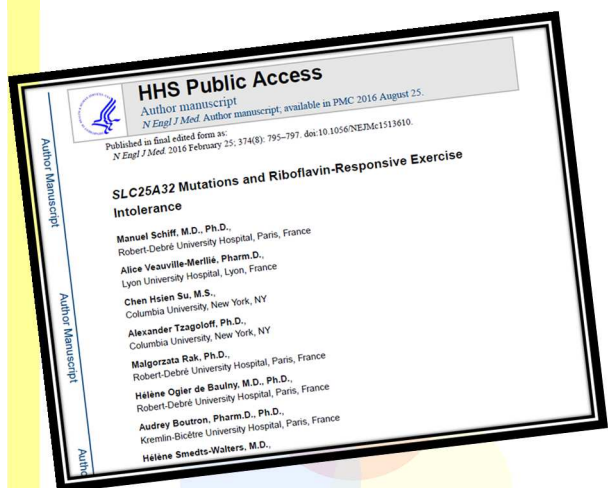 HHS Public Access
Author manuscript
N Engl J Med. Author manuscript; available in PMC 2016 August 25.
Published in final edited form as:
N Engl J Med. 2016 February 25; 374(8): 795–797. doi:10.1056/NEJMc1513610.
SLC25A32 Mutations and Riboflavin-Responsive Exercise
Intolerance
Manuel Schiff, M.D., Ph.D.,
Robert-Debré University Hospital, Paris, France
Alice Veauville-Merllié, Pharm.D.,
Lyon University Hospital, Lyon, France
Chen Hsien Su, M.S.,
Columbia University, New York, NY
Alexander Tzagoloff, Ph.D.,
Columbia University, New York, NY
Malgorzata Rak, Ph.D.,
Robert-Debré University Hospital, Paris, France
Hélène Ogier de Baulny, M.D., Ph.D.,
Robert-Debré University Hospital, Paris, France
Audrey Boutron, Pharm.D., Ph.D.,
Kremlin-Bicêtre University Hospital, Paris, France
Hélène Smedts-Walters, M.D.,
Author Manuscript
Author Manuscript
Autho